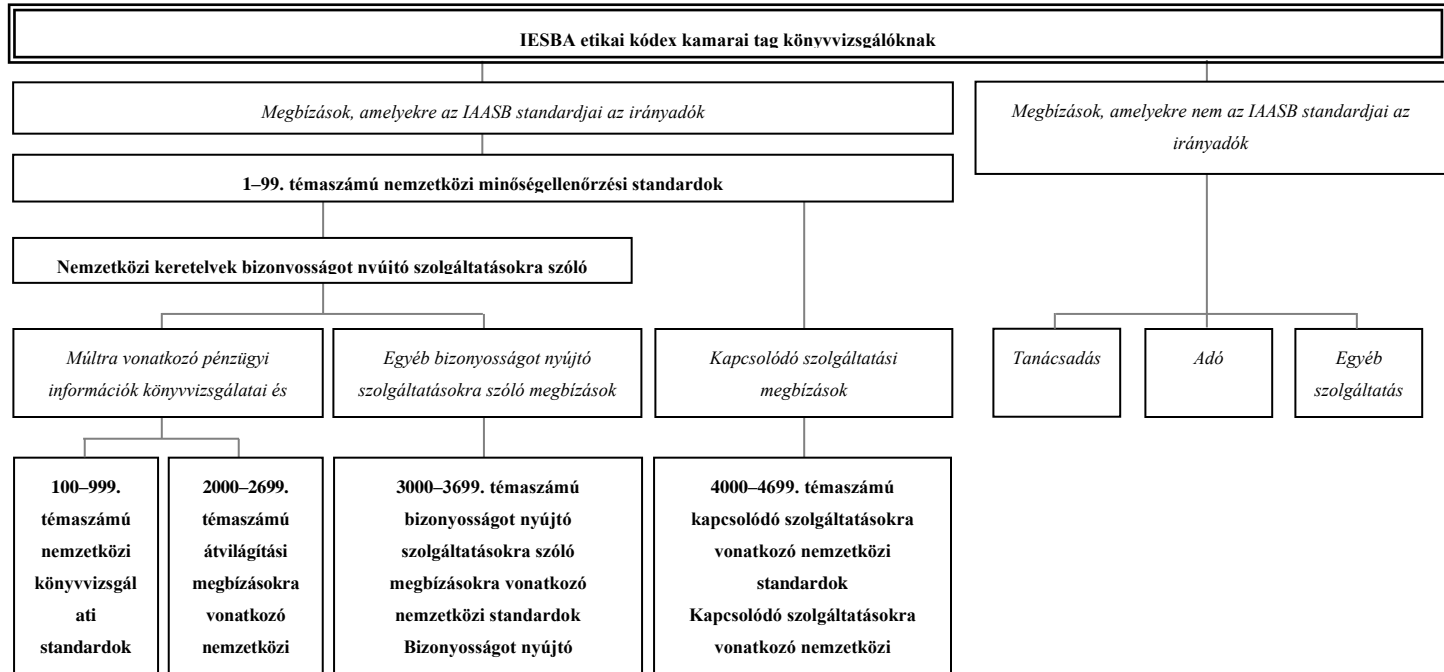 IESBA etikai kódex kamarai tag könyvvizsgálóknak
Megbízások, amelyekre az IAASB standardjai az irányadók
Megbízások, amelyekre nem az IAASB standardjai az
irányadók
1–99. témaszámú nemzetközi minőségellenőrzési standardok
Nemzetközi keretelvek bizonyosságot nyújtó szolgáltatásokra szóló
Múltra vonatkozó pénzügyi
információk könyvvizsgálatai és
Egyéb bizonyosságot nyújtó
szolgáltatásokra szóló megbízások
Kapcsolódó szolgáltatási
megbízások
Tanácsadás
Adó
Egyéb
szolgáltatás
100–999.
témaszámú
nemzetközi
könyvvizsgál
ati
standardok
2000–2699.
témaszámú
átvilágítási
megbízásokra
vonatkozó
nemzetközi
3000–3699. témaszámú
bizonyosságot nyújtó
szolgáltatásokra szóló
megbízásokra vonatkozó
nemzetközi standardok
Bizonyosságot nyújtó
4000–4699. témaszámú
kapcsolódó szolgáltatásokra
vonatkozó nemzetközi
standardok
Kapcsolódó szolgáltatásokra
vonatkozó nemzetközi